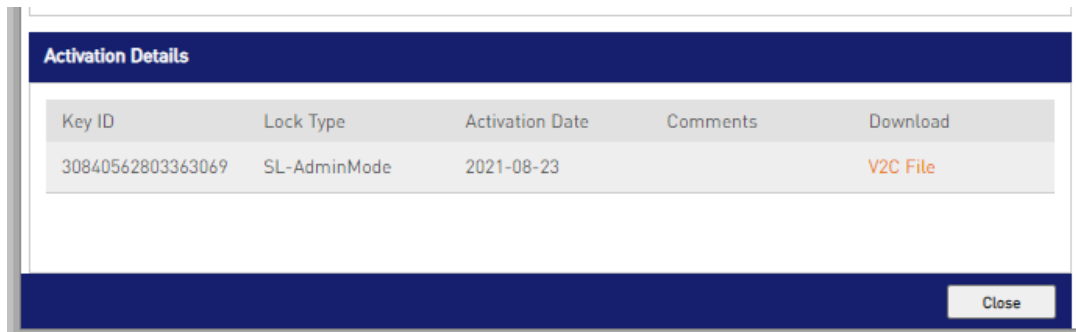 Activation Details
Key ID Lock Type Activation Date Comments Download
30840562803363069 SL-AdminMode 2021-08-23 V2C File
Close